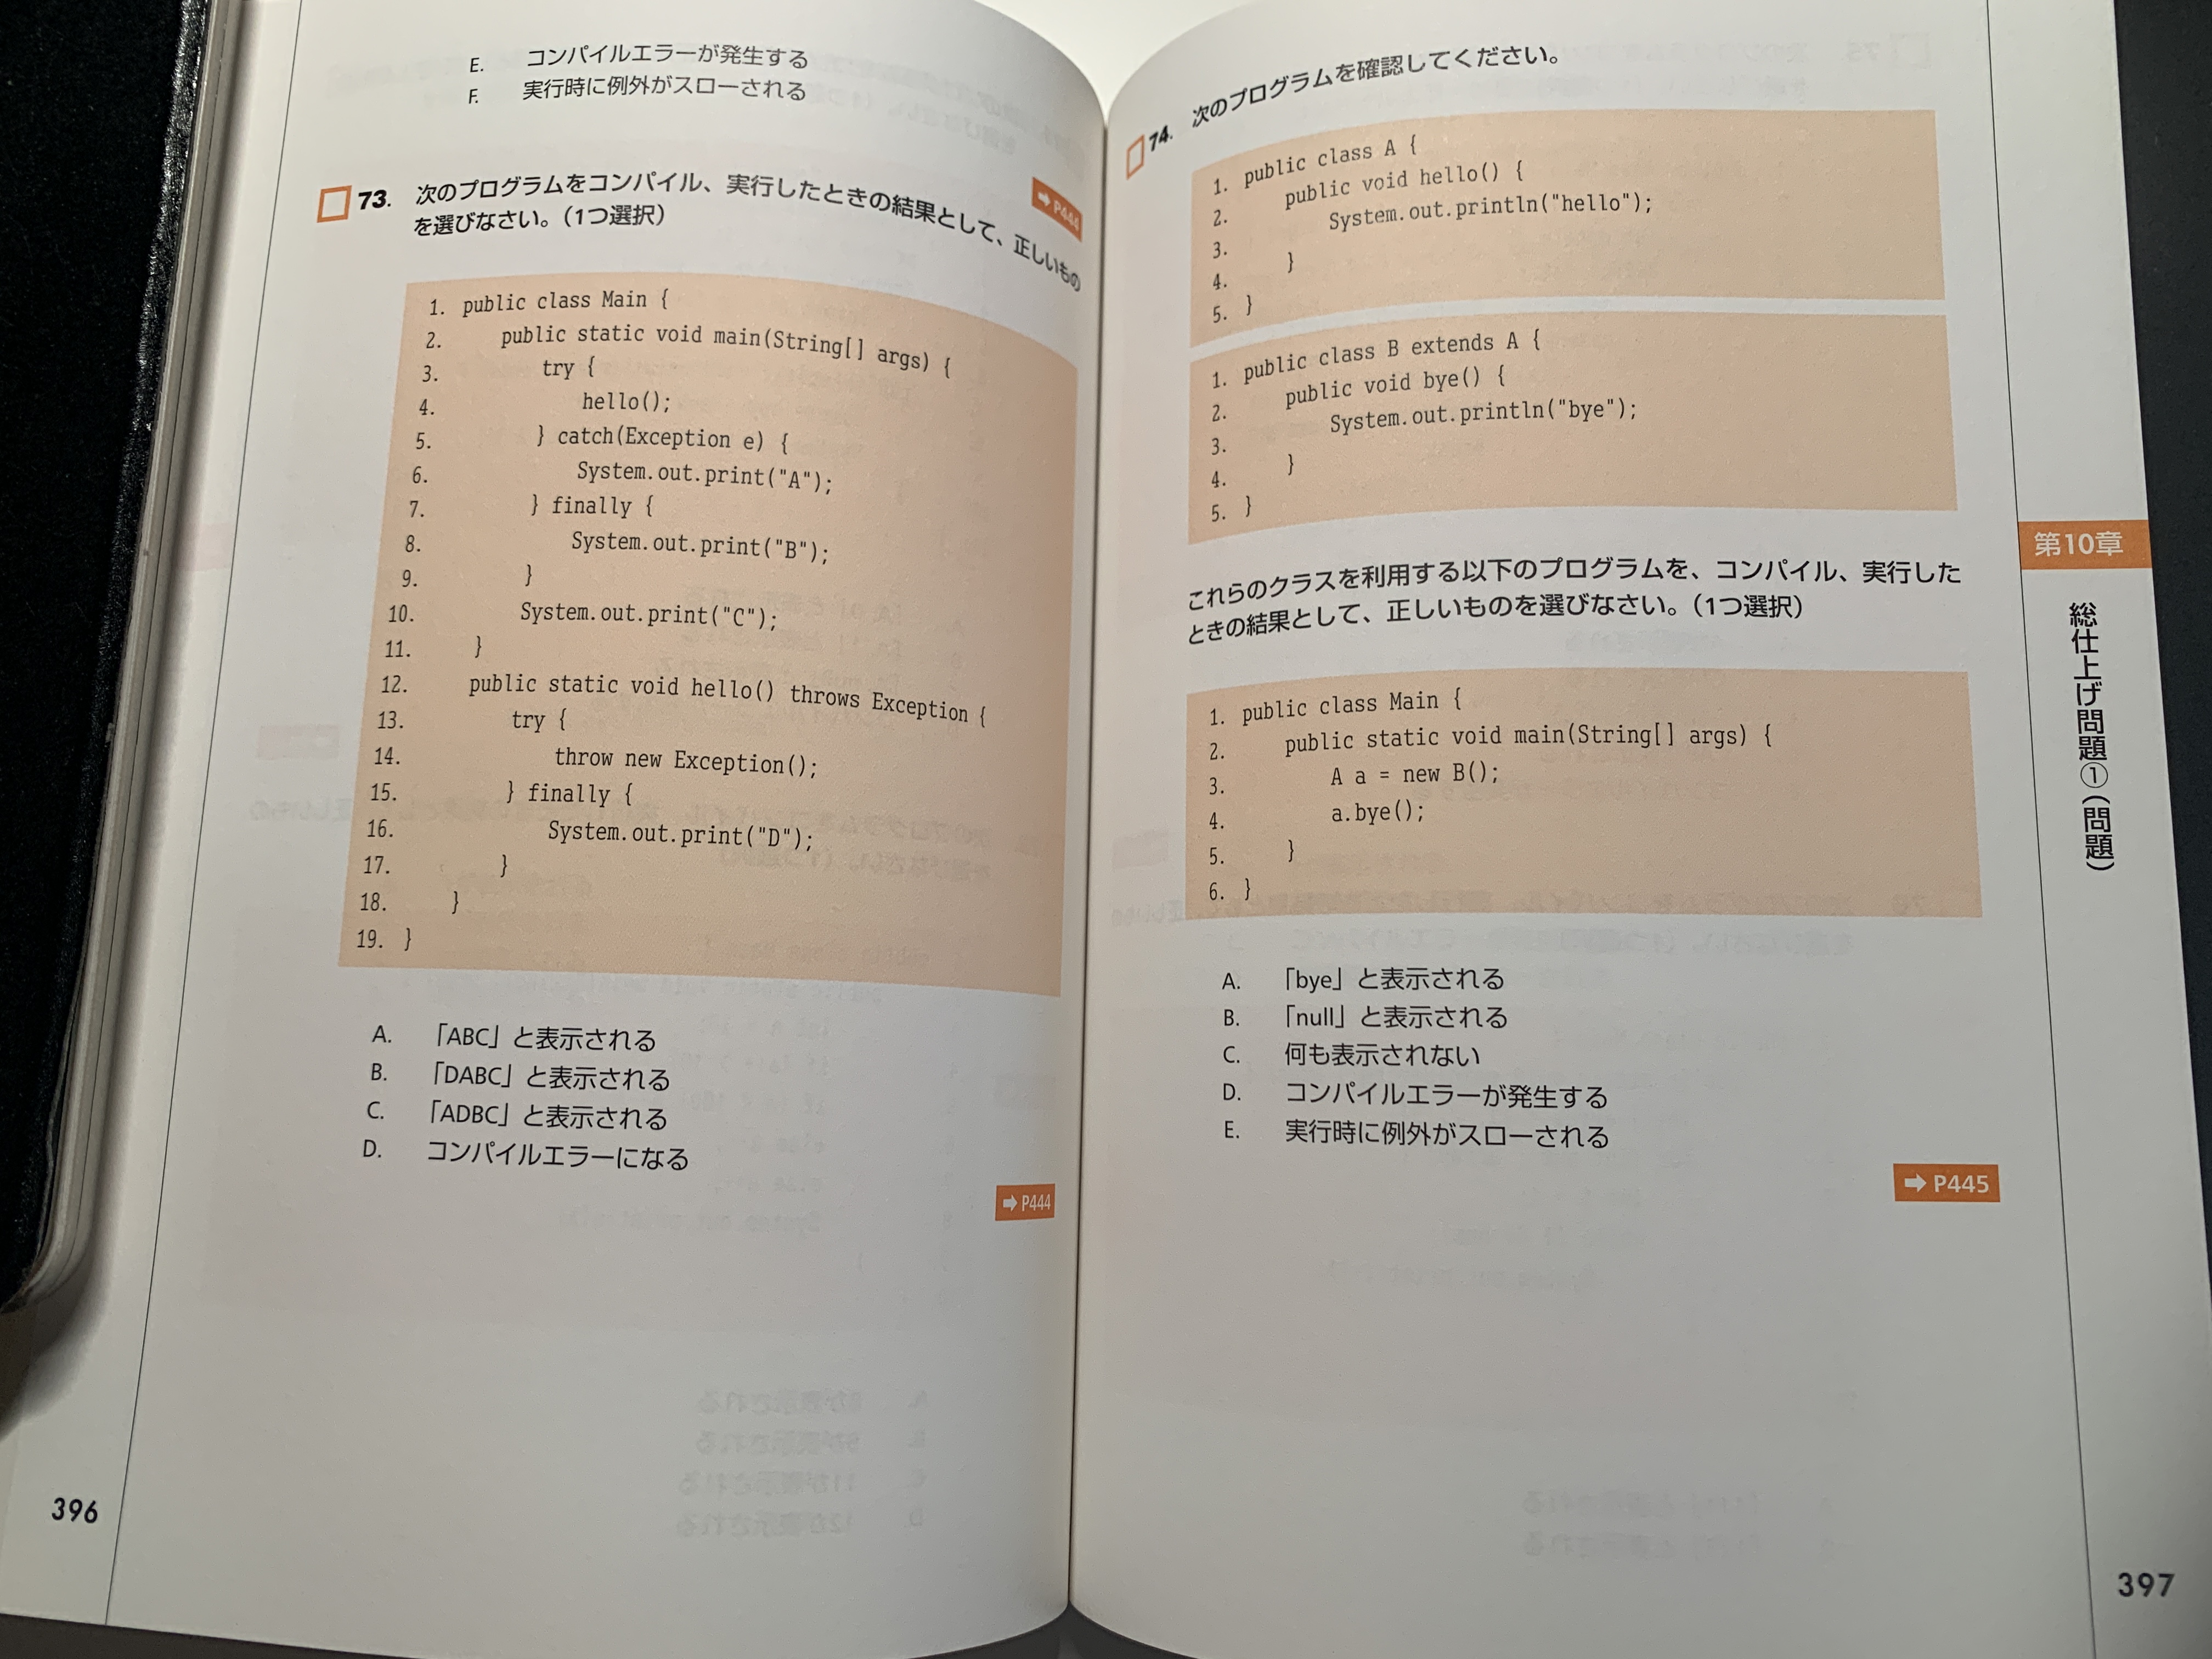 E. コンパイルエラーが発生する
F. 実行時に例外がスローされる
➡P444
73. 次のプログラムをコンパイル、実行したときの結果として、正しいもの
を選びなさい。（1つ選択）
1. public class Main {
2. public static void main(String[] args) {
3. try {
4. hello();
5. } catch(Exception e) {
6. System.out.print("A");
7. } finally {
8. System.out.print("B");
9. }
10. System.out.print("C");
11. }
12. public static void hello() throws Exception {
13. try {
14. throw new Exception();
15. } finally {
16. System.out.print("D");
17. }
18. }
19. }
A. 「ABC」と表示される
B. 「DABC」と表示される
C. 「ADBC」と表示される
D. コンパイルエラーになる
➡P444
396
74. 次のプログラムを確認してください。
1. public class A {
2. public void hello() {
3. System.out.println("hello");
4. }
5. }
1. public class B extends A {
2. public void bye() {
3. System.out.println("bye");
4. }
5. }
これらのクラスを利用する以下のプログラムを、コンパイル、実行した
ときの結果として、正しいものを選びなさい。（1つ選択）
1. public class Main {
2. public static void main(String[] args) {
3. A a = new B();
4. a.bye();
5. }
6. }
A. 「bye」と表示される
B. 「null」と表示される
C. 何も表示されない
D. コンパイルエラーが発生する
E. 実行時に例外がスローされる
➡P445
第10章
総仕上げ問題①（問題）
397